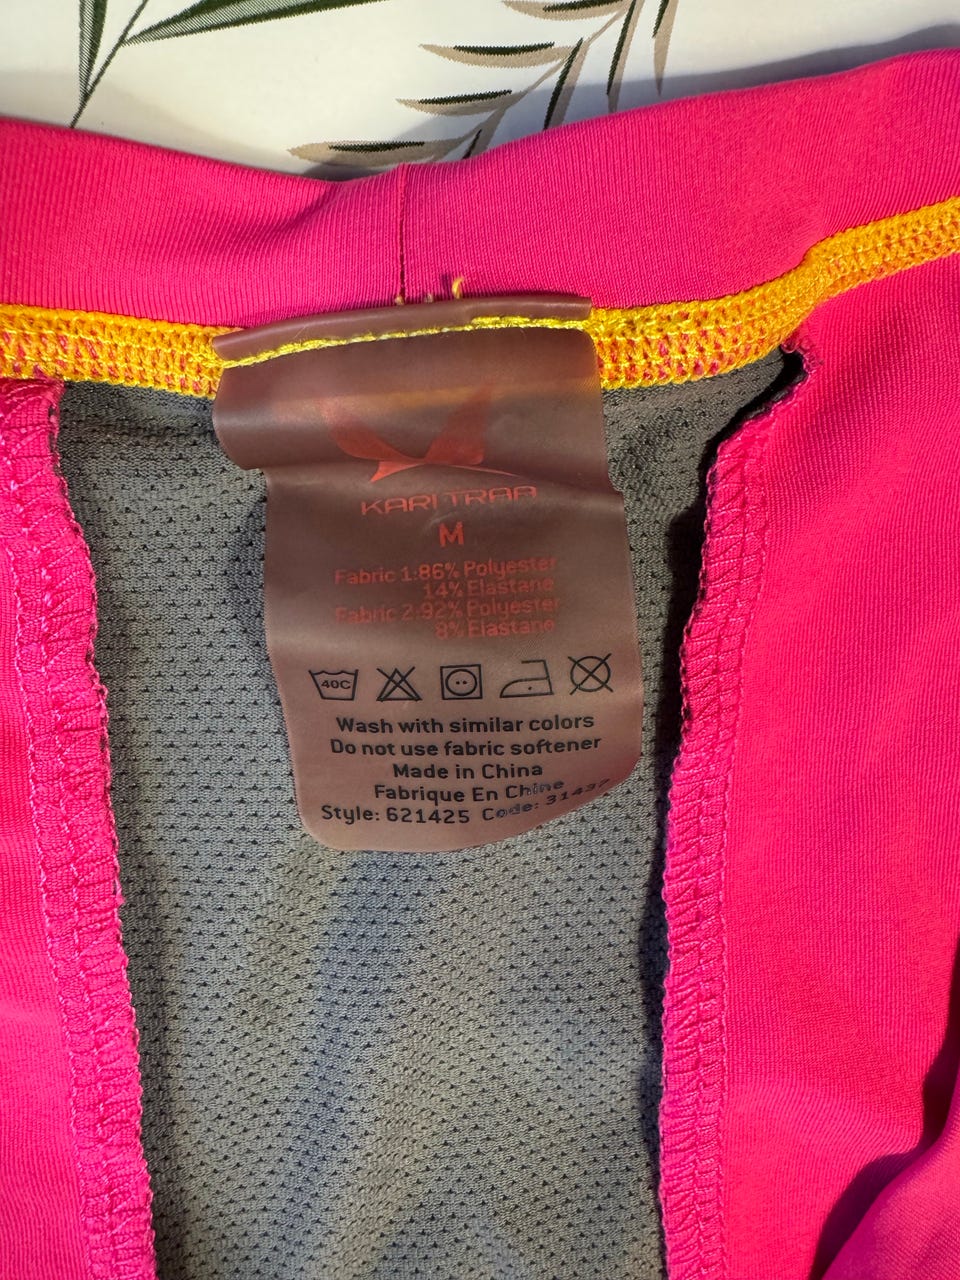 KARI TRAA
M
Fabric 1:86% Polyester
14% Elastane
Fabric 2:92% Polyester
8% Elastane
40C
Wash with similar colors
Do not use fabric softener
Made in China
Fabrique En Chine
Style: 621425 Code: 31437